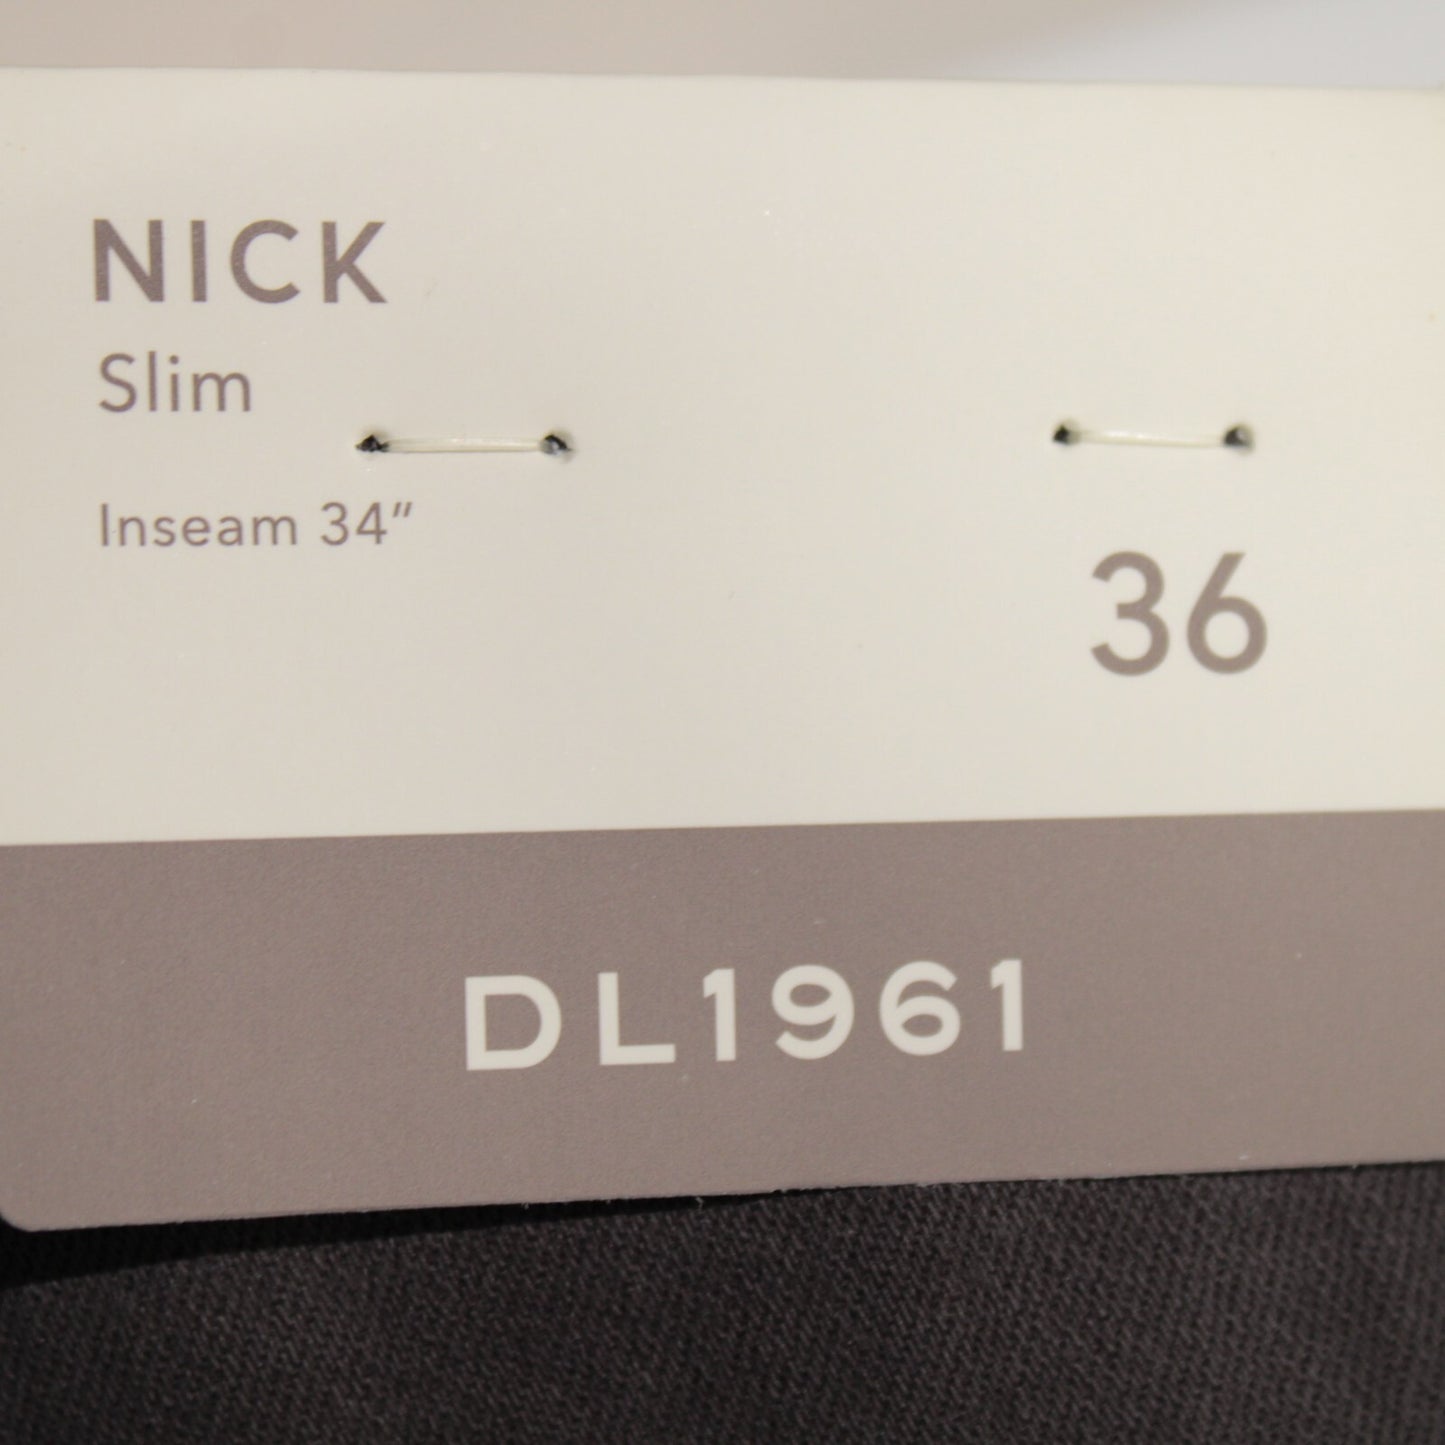 NICK
Slim
Inseam 34”
36
DL1961